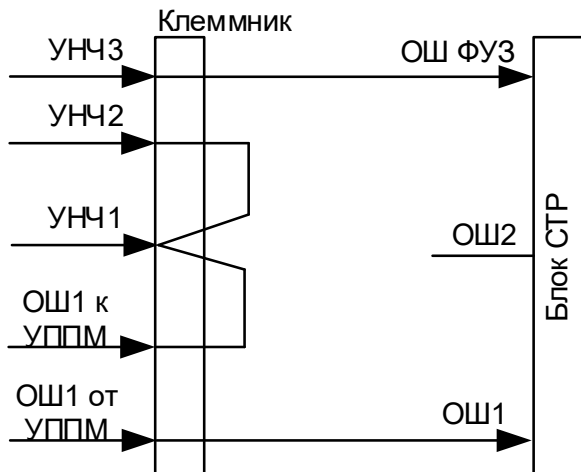 Клеммник
УНЧ3
ОШ ФУЗ
УНЧ2
УНЧ1
ОШ2
Блок СТР
ОШ1 к
УППМ
ОШ1 от
УППМ
ОШ1